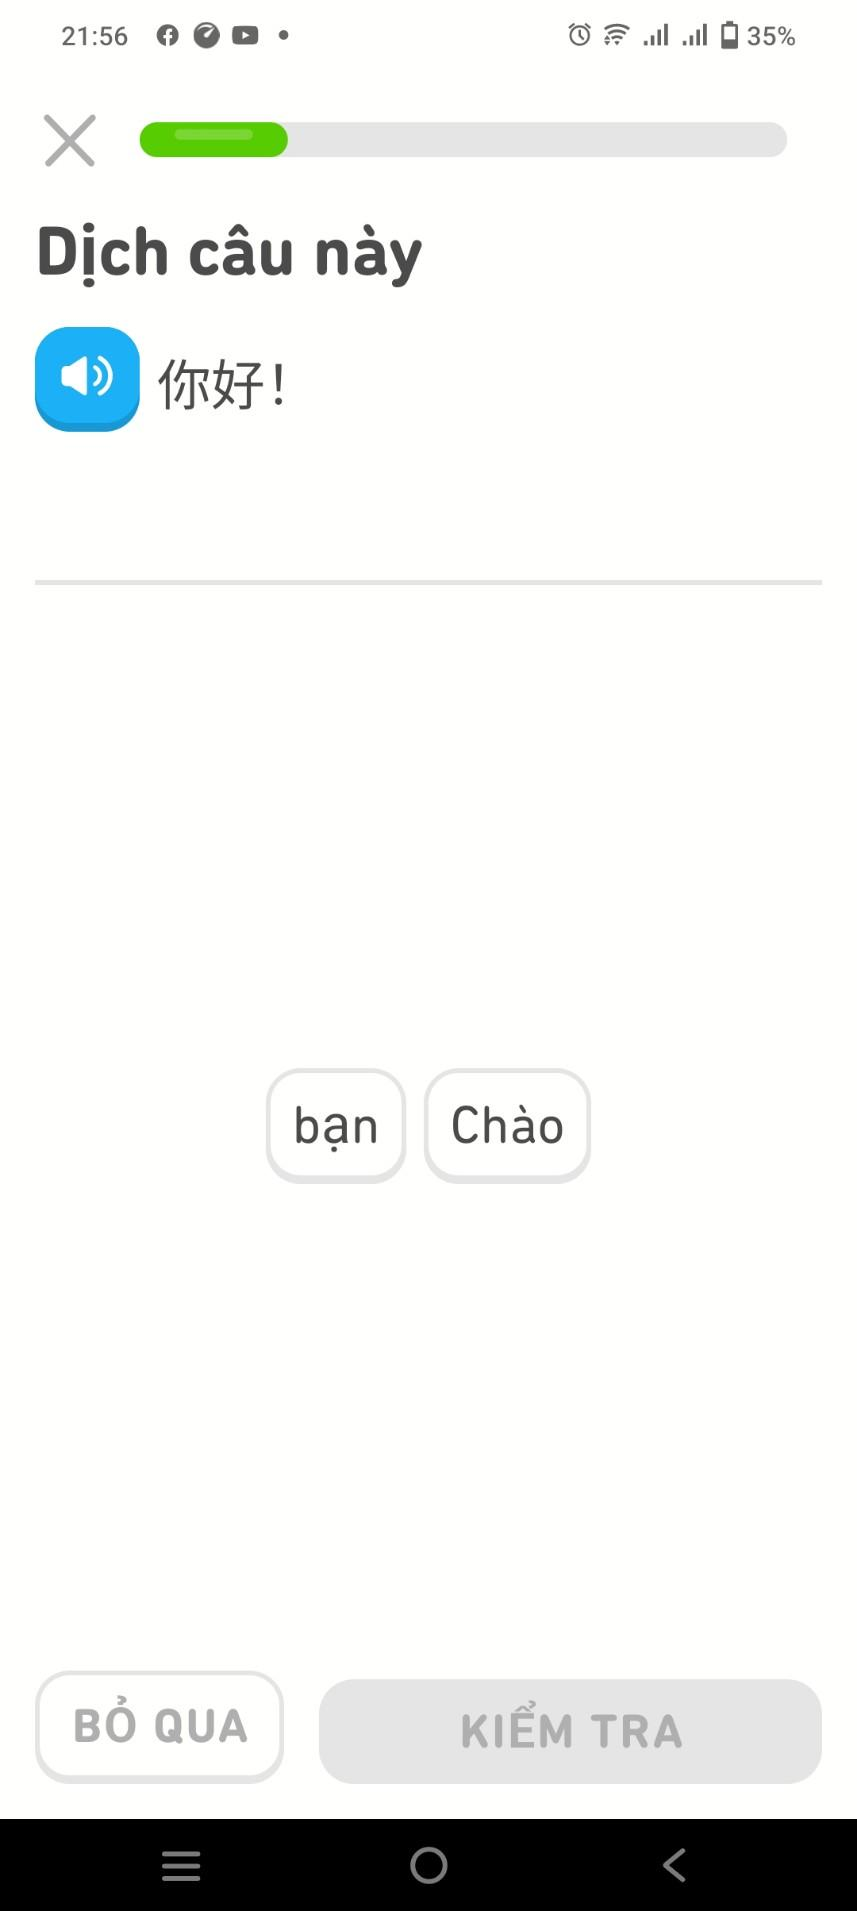 21:56 35%
Dịch câu này
你好！
bạn Chào
BỎ QUA KIỂM TRA